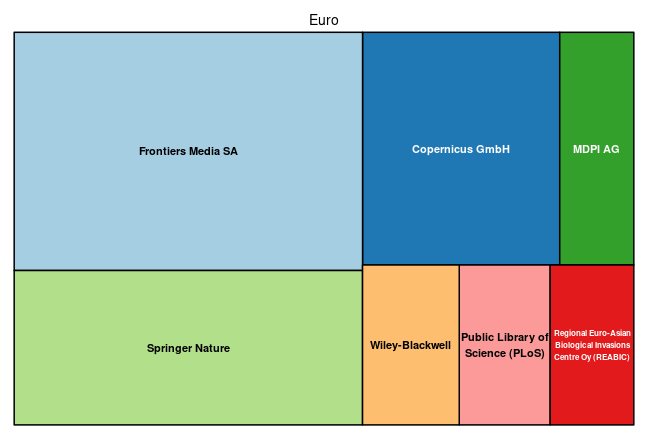 Euro
Frontiers Media SA
Copernicus GmbH
MDPI AG
Springer Nature
Wiley-Blackwell
Public Library of
Science (PLoS)
Regional Euro-Asian
Biological Invasions
Centre Oy (REABIC)